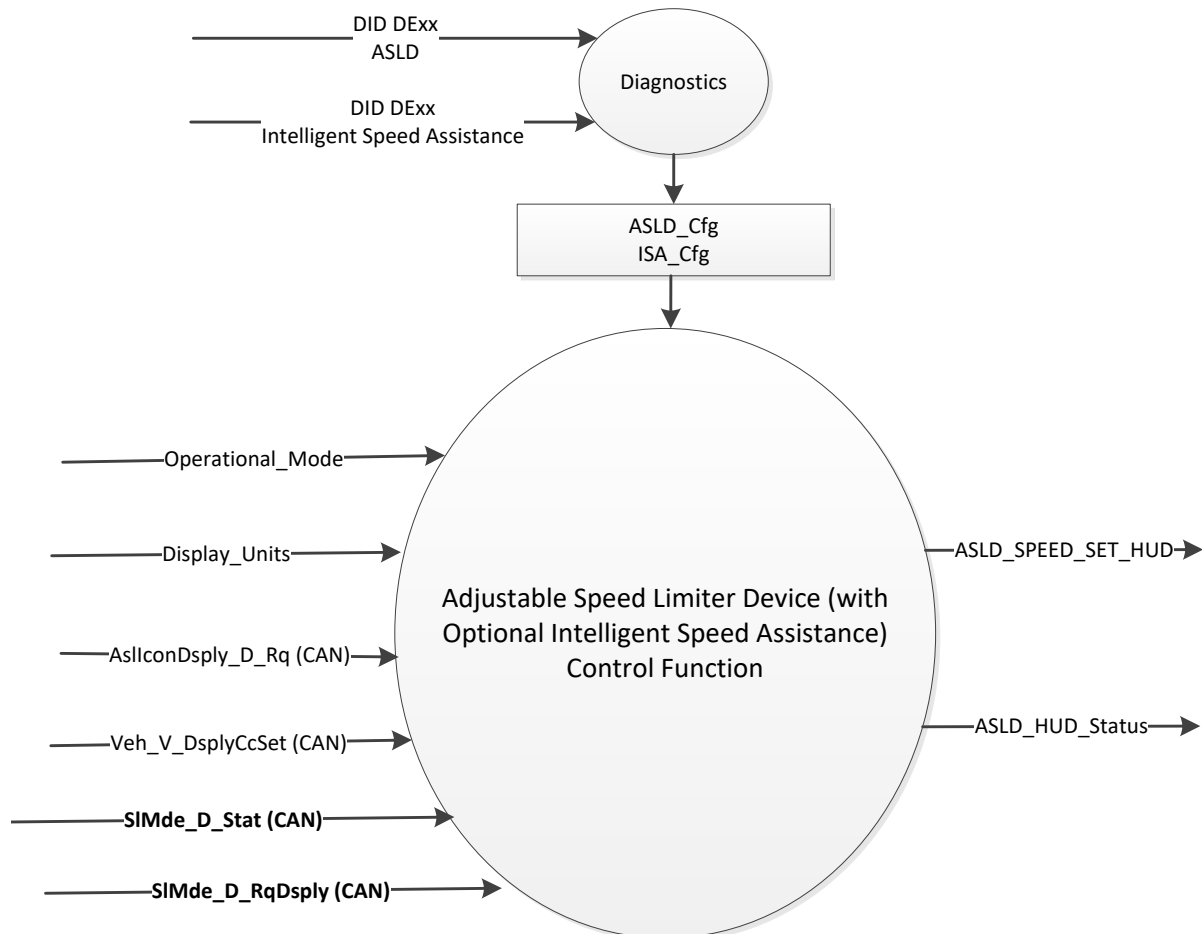 DID DExx
ASLD
Diagnostics
DID DExx
Intelligent Speed Assistance
ASLD_Cfg
ISA_Cfg
Operational_Mode
Display_Units
AslIconDsply_D_Rq (CAN)
Veh_V_DsplyCcSet (CAN)
SlMde_D_Stat (CAN)
SlMde_D_RqDsply (CAN)
Adjustable Speed Limiter Device (with
Optional Intelligent Speed Assistance)
Control Function
ASLD_SPEED_SET_HUD
ASLD_HUD_Status